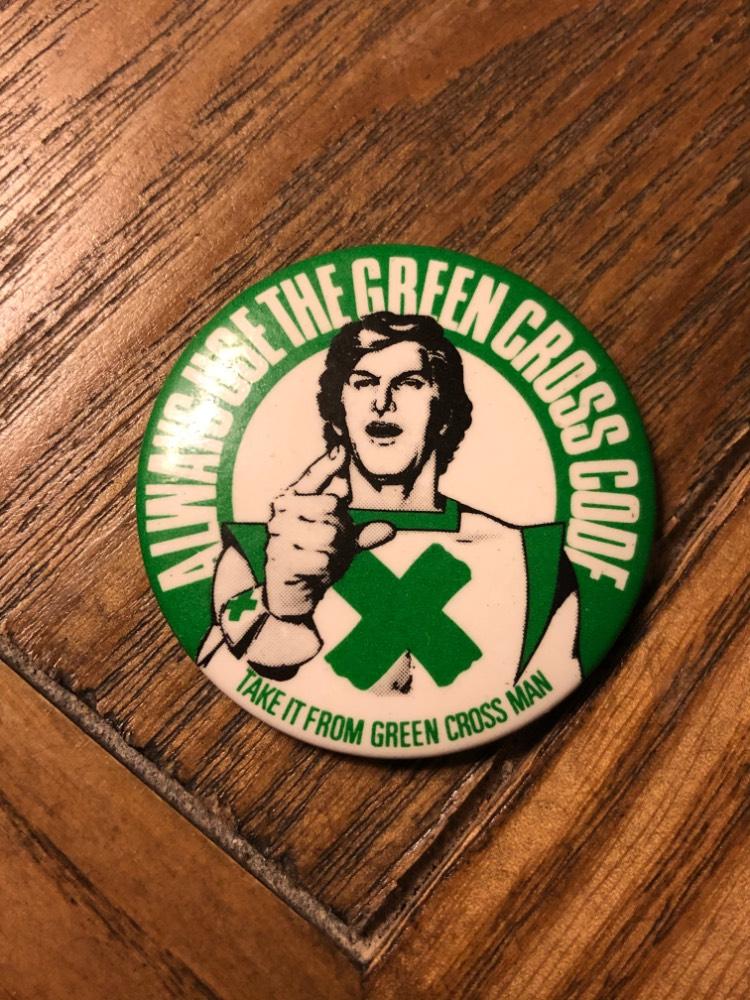 ALWAYS USE THE GREEN CROSS CODE
TAKE IT FROM GREEN CROSS MAN